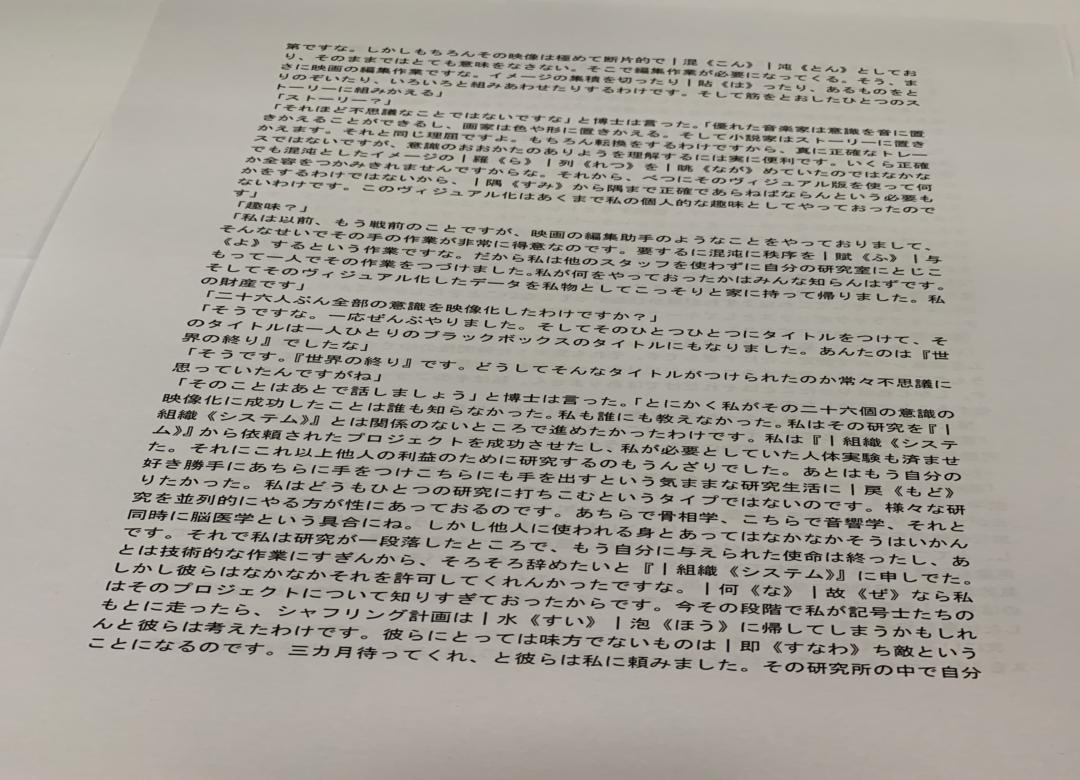 第ですな。しかしもちろんその映像は極めて断片的で｜混《こん》｜沌《とん》としてお
り、そのままではとても意味をなさない。そこで編集作業が必要になってくる。そう、ま
さに映画の編集作業ですな。イメージの集積を切ったり｜貼《は》ったり、あるものをと
りのぞいたり、いろいろと組みあわせたりするわけです。そして筋をとおしたひとつのス
トーリーに組みかえる」
「ストーリー？」
「それほど不思議なことではないですな」と博士は言った。「優れた音楽家は意識を音に置
きかえることができるし、画家は色や形に置きかえる。そして小説家はストーリーに置き
かえます。それと同じ理屈ですよ。もちろん転換をするわけですから、真に正確なトレー
スではないですが、意識のおおかたのありようを理解するには実に便利です。いくら正確
でも混沌としたイメージの｜羅《ら》｜列《れつ》を｜眺《なが》めていたのではなかな
か全容をつかみきれませんですからな。それから、べつにそのヴィジュアル版を使って何
かをするわけではないから、｜隅《すみ》から隅まで正確であらねばならんという必要も
ないわけです。このヴィジュアル化はあくまで私の個人的な趣味としてやっておったので
す」
「趣味？」
「私は以前、もう戦前のことですが、映画の編集助手のようなことをやっておりまして、
そんなせいでその手の作業が非常に得意なのです。要するに混沌に秩序を｜賦《ふ》｜与
《よ》するという作業ですな。だから私は他のスタッフを使わずに自分の研究室にとじこ
もって一人でその作業をつづけました。私が何をやっておったかはみんな知らんはずです。
そしてそのヴィジュアル化したデータを私物としてこっそりと家に持って帰りました。私
の財産です」
「二十六人ぶん全部の意識を映像化したわけですか？」
「そうですな。一応ぜんぶやりました。そしてそのひとつひとつにタイトルをつけて、そ
のタイトルは一人ひとりのブラックボックスのタイトルにもなりました。あんたのは『世
界の終り』でしたな」
「そうです。『世界の終り』です。どうしてそんなタイトルがつけられたのか常々不思議に
思っていたんですがね」
「そのことはあとで話しましょう」と博士は言った。「とにかく私がその二十六個の意識の
映像化に成功したことは誰も知らなかった。私も誰にも教えなかった。私はその研究を『｜
組織《システム》』とは関係のないところで進めたかったわけです。私は『｜組織《システ
ム》』から依頼されたプロジェクトを成功させたし、私が必要としていた人体実験も済ませ
た。それにこれ以上他人の利益のために研究するのもうんざりでした。あとはもう自分の
好き勝手にあちらに手をつけこちらにも手を出すという気ままな研究生活に｜戻《もど》
りたかった。私はどうもひとつの研究に打ちこむというタイプではないのです。様々な研
究を並列的にやる方が性にあっておるのです。あちらで骨相学、こちらで音響学、それと
同時に脳医学という具合にね。しかし他人に使われる身とあってはなかなかそうはいかん
です。それで私は研究が一段落したところで、もう自分に与えられた使命は終ったし、あ
とは技術的な作業にすぎんから、そろそろ辞めたいと『｜組織《システム》』に申しでた。
しかし彼らはなかなかそれを許可してくれんかったですな。｜何《な》｜故《ぜ》なら私
はそのプロジェクトについて知りすぎておったからです。今その段階で私が記号士たちの
もとに走ったら、シャフリング計画は｜水《すい》｜泡《ほう》に帰してしまうかもしれ
んと彼らは考えたわけです。彼らにとっては味方でないものは｜即《すなわ》ち敵という
ことになるのです。三カ月待ってくれ、と彼らは私に頼みました。その研究所の中で自分